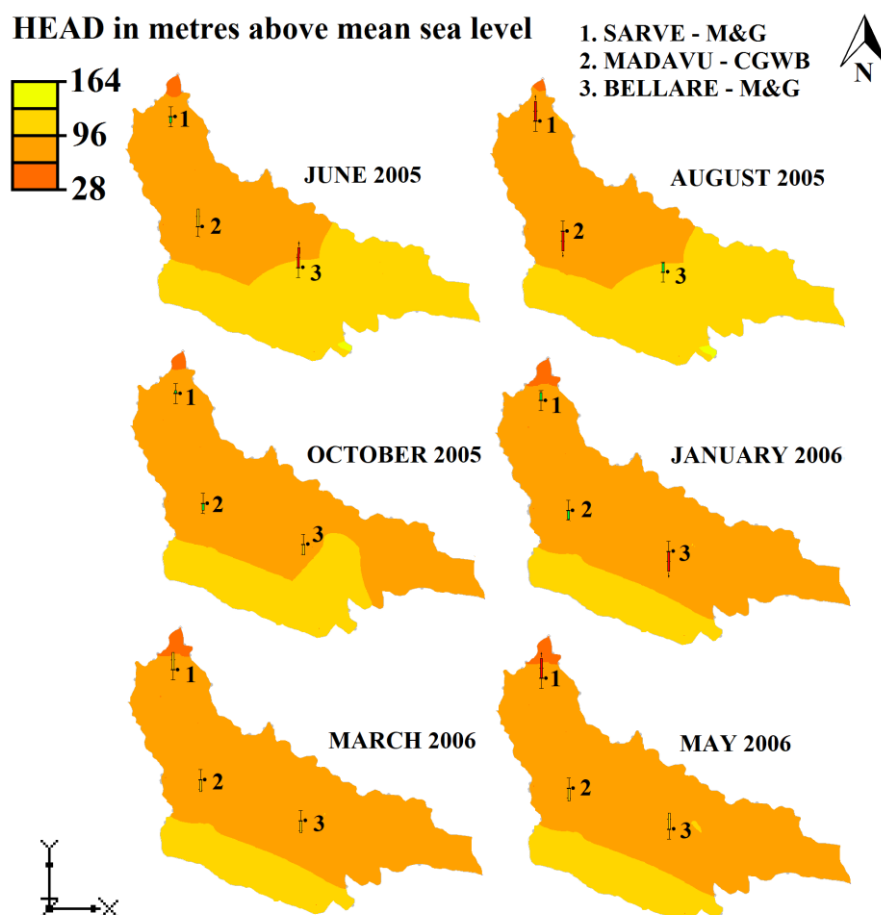 HEAD in metres above mean sea level
1. SARVE - M&G
2. MADAVU - CGWB
3. BELLARE - M&G
N
164
96
28
1
2
3
JUNE 2005
1
2
3
AUGUST 2005
1
2
3
OCTOBER 2005
1
2
3
JANUARY 2006
1
2
3
MARCH 2006
1
2
3
MAY 2006
Y
Z
X